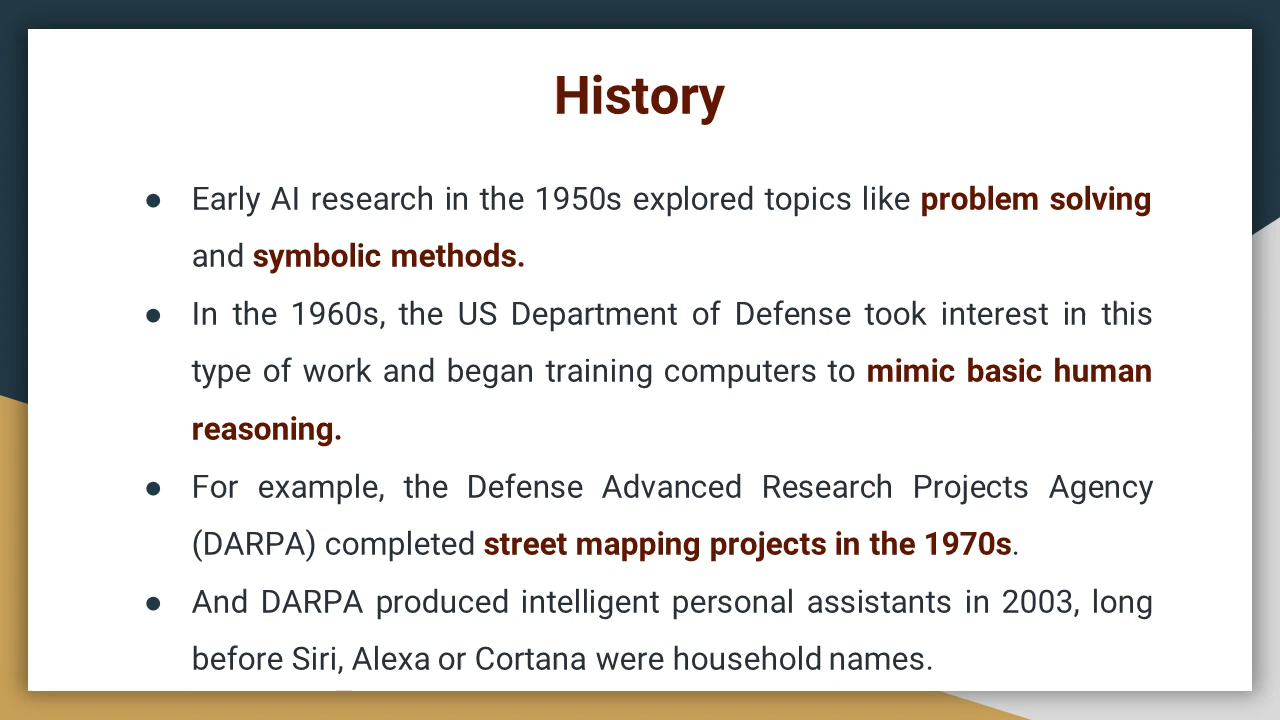 History
● Early AI research in the 1950s explored topics like problem solving
and symbolic methods.
● In the 1960s, the US Department of Defense took interest in this
type of work and began training computers to mimic basic human
reasoning.
● For example, the Defense Advanced Research Projects Agency
(DARPA) completed street mapping projects in the 1970s.
● And DARPA produced intelligent personal assistants in 2003, long
before Siri, Alexa or Cortana were household names.